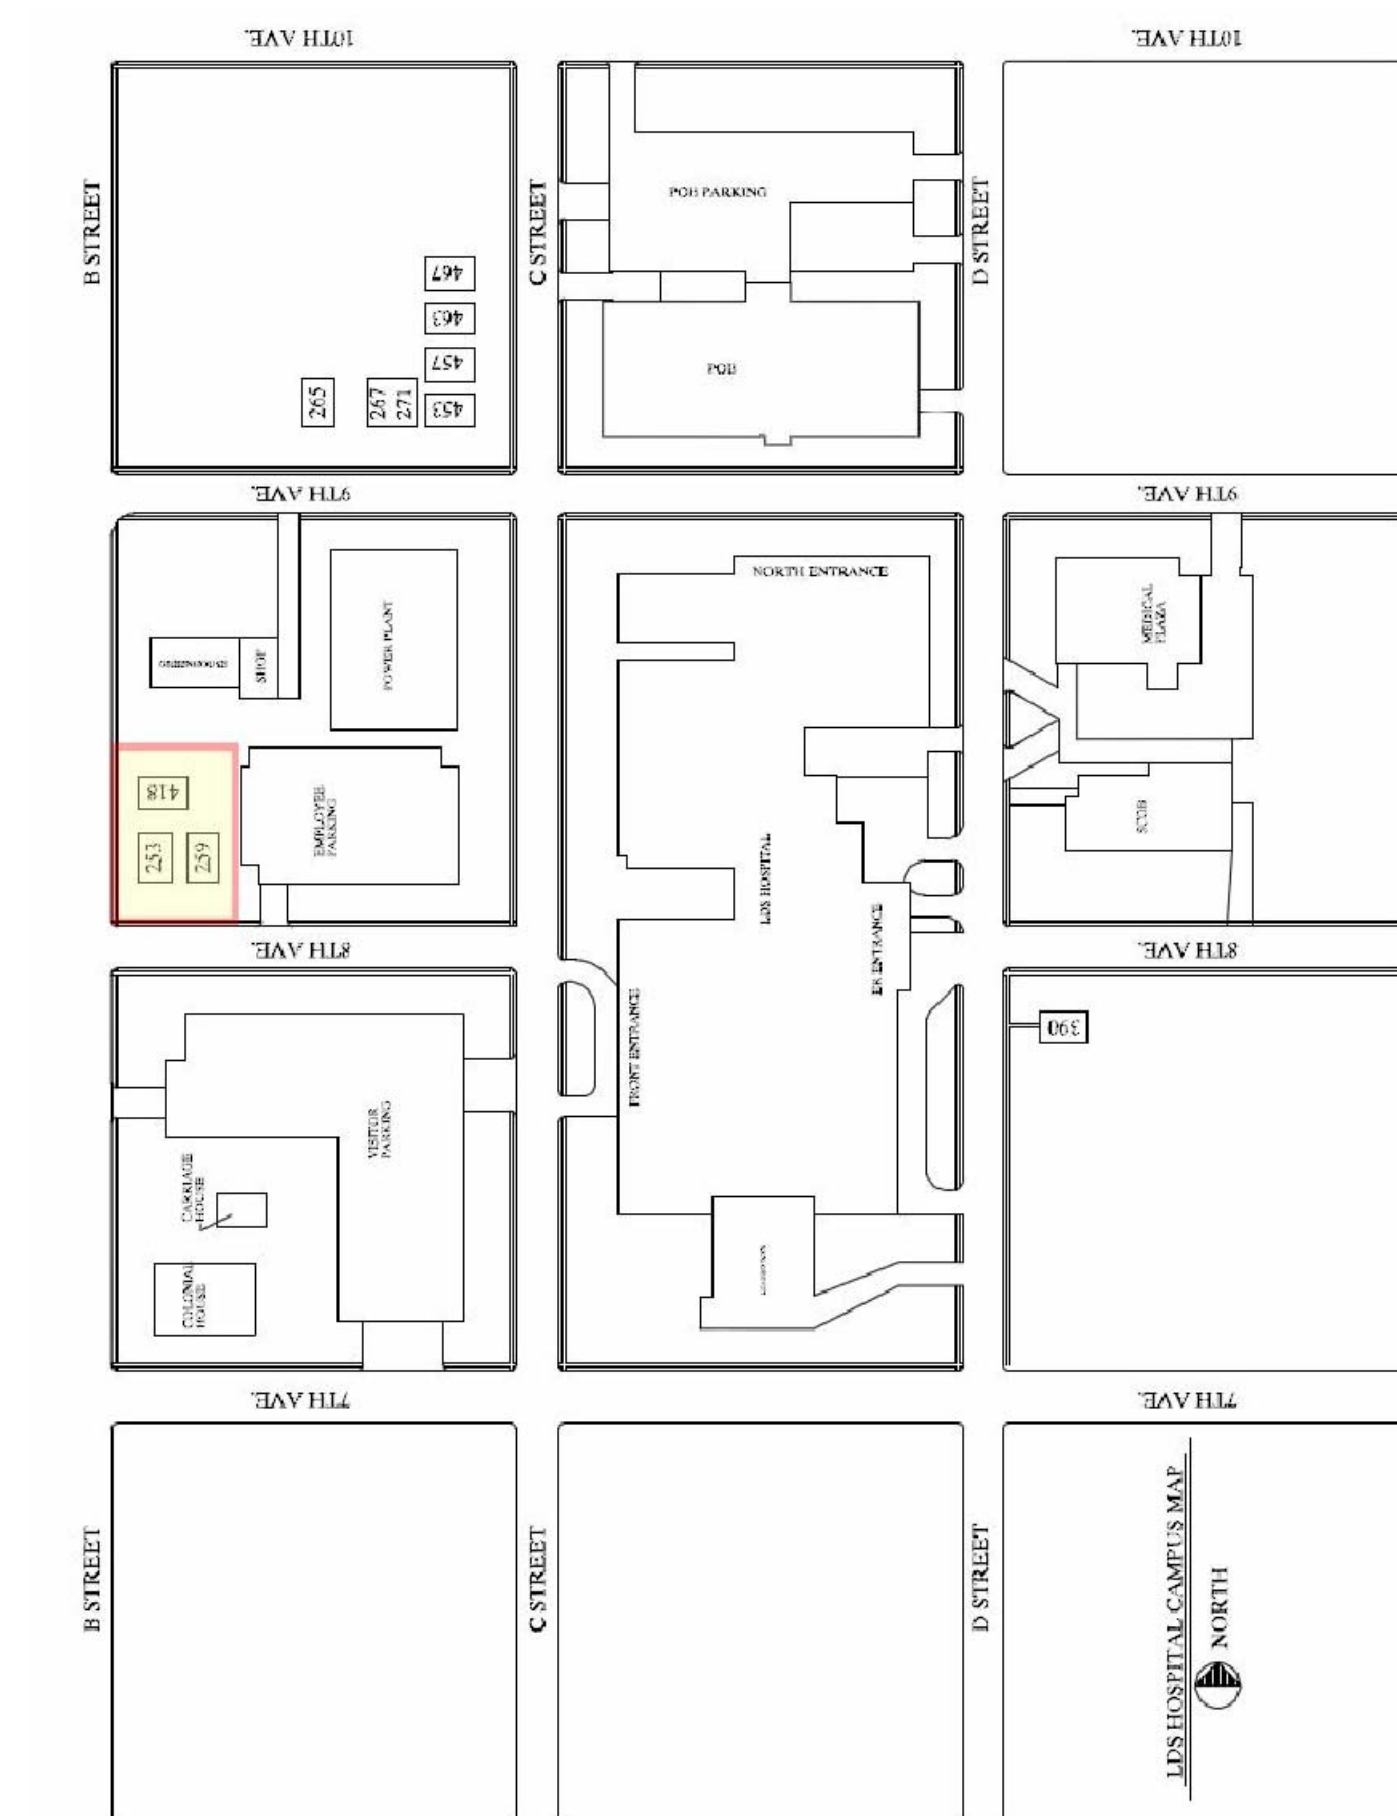 10TH AVE.
10TH AVE.
B STREET
C STREET
D STREET
POB PARKING
467
463
457
453
265
267
271
POB
9TH AVE.
9TH AVE.
NORTH ENTRANCE
MEDICAL
PLAZA
POWER PLANT
SHOP
418
253
259
EMPLOYEE
PARKING
LDS HOSPITAL
SCOB
ER ENTRANCE
8TH AVE.
8TH AVE.
390
FRONT ENTRANCE
VISITOR
PARKING
CARRIAGE
HOUSE
COLONIAL
HOUSE
7TH AVE.
7TH AVE.
B STREET
C STREET
D STREET
LDS HOSPITAL CAMPUS MAP
NORTH